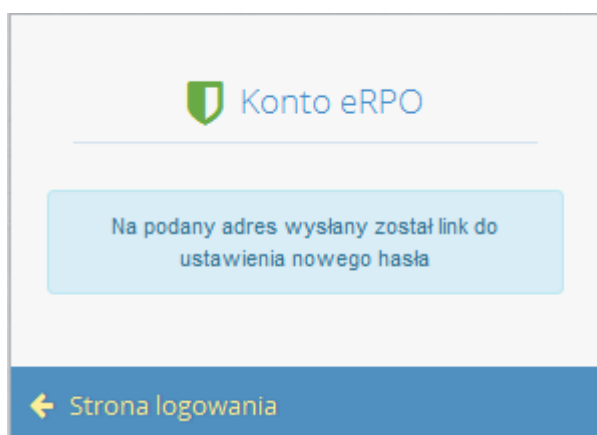 Konto eRPO
Na podany adres wysłany został link do
ustawienia nowego hasła
Strona logowania